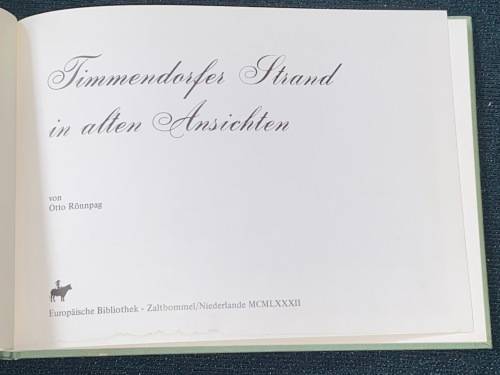 Timmendorfer Strand
in alten Ansichten
von
Otto Rönnpag
Europäische Bibliothek - Zaltbommel/Niederlande MCMLXXXII